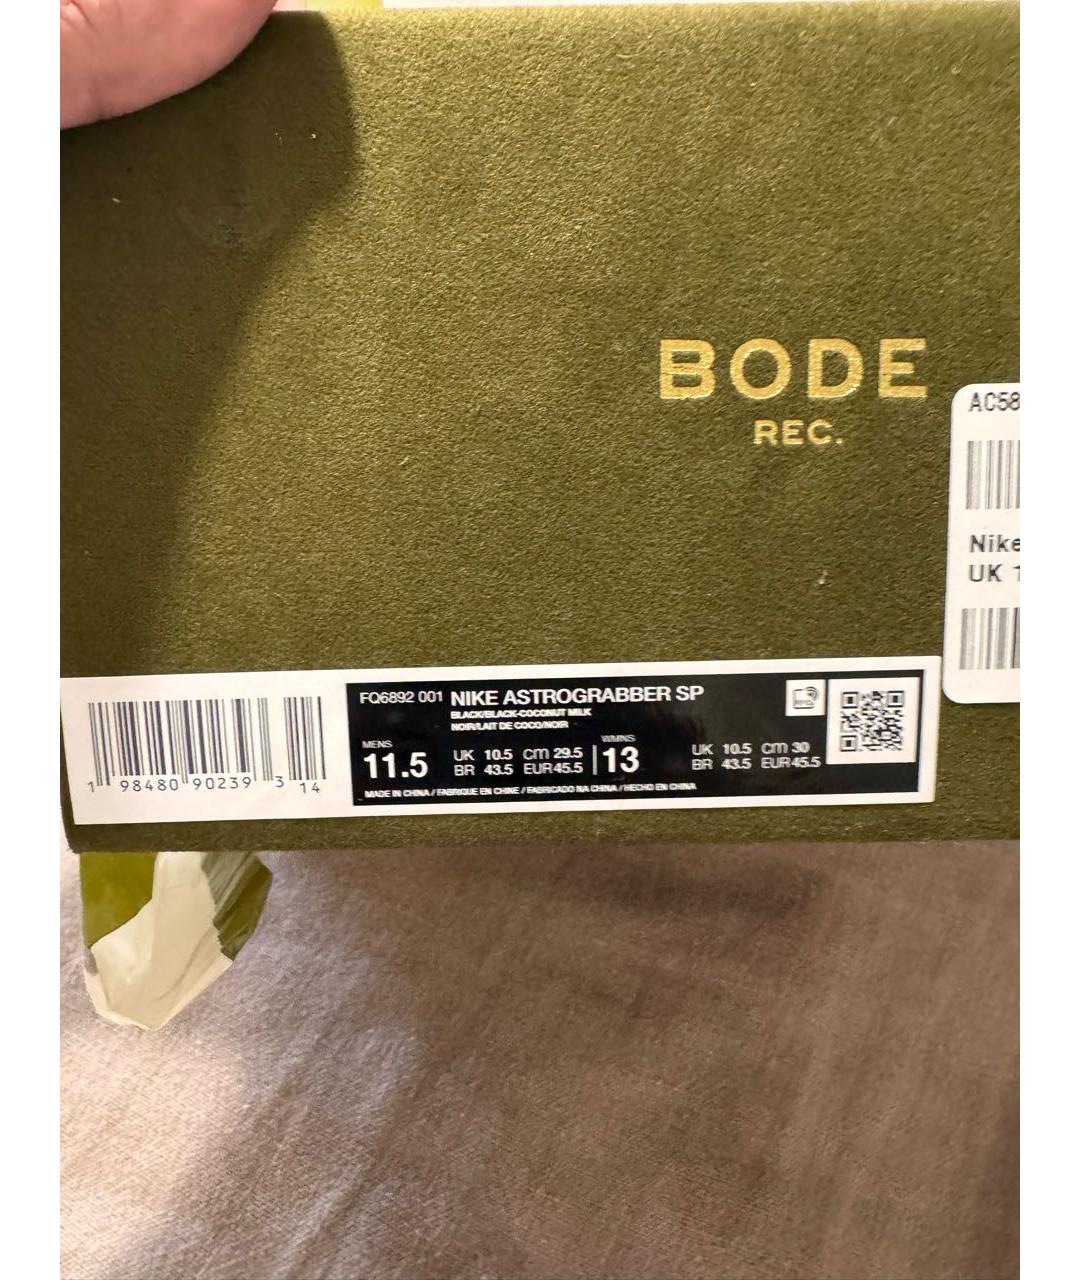 BODE
REC.
AC58
Nike
UK 1
FQ6892 001 NIKE ASTROGRABBER SP
BLACK/BLACK-COCONUT MILK
NOIR/LAIT DE COCO/NOIR
MENS
11.5
UK 10.5 cm 29.5
BR 43.5 EUR 45.5
WMNS
13
UK 10.5 cm 30
BR 43.5 EUR 45.5
MADE IN CHINA / FABRIQUE EN CHINE / FABRICADO NA CHINA / HECHO EN CHINA
1 98480 90239 3 14